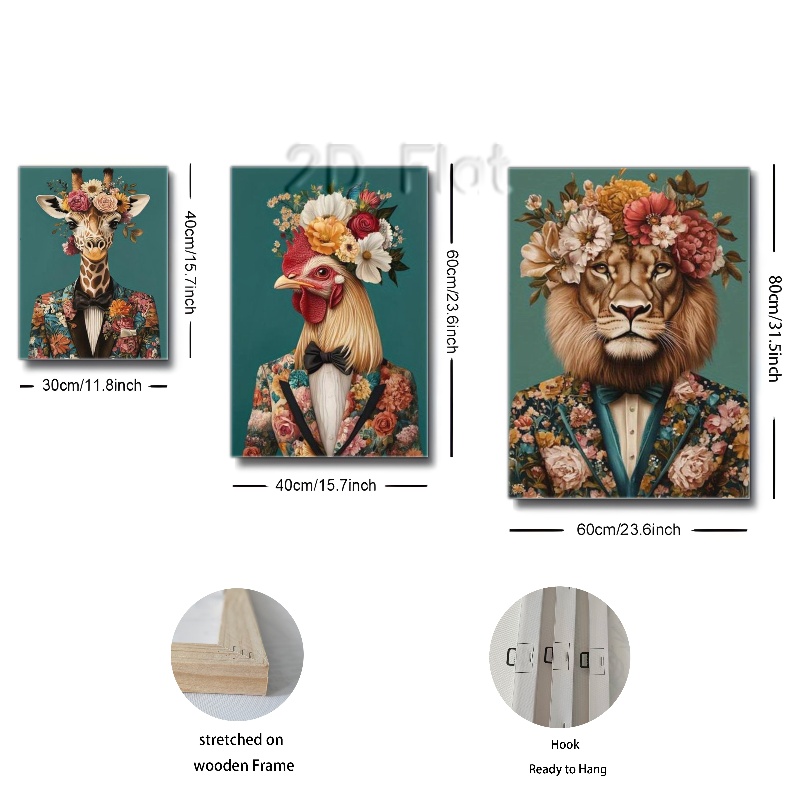 2D Flat
40cm/15.7inch
30cm/11.8inch
60cm/23.6inch
40cm/15.7inch
80cm/31.5inch
60cm/23.6inch
stretched on
wooden Frame
Hook
Ready to Hang